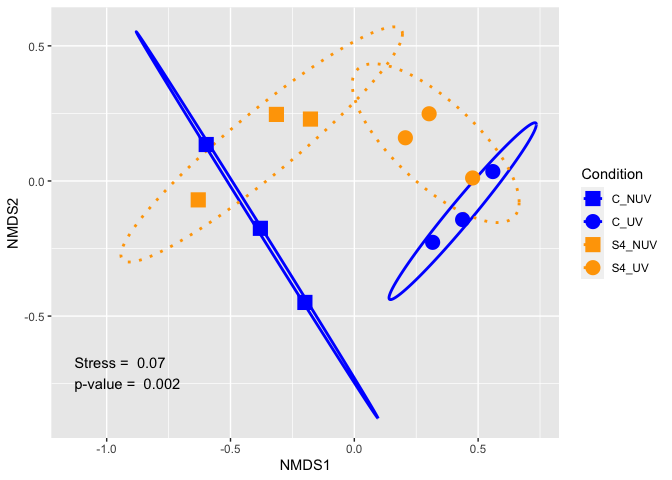 0.5
0.0
-0.5
NMDS2
-1.0
-0.5
0.0
0.5
NMDS1
Stress = 0.07
p-value = 0.002
Condition
C_NUV
C_UV
S4_NUV
S4_UV